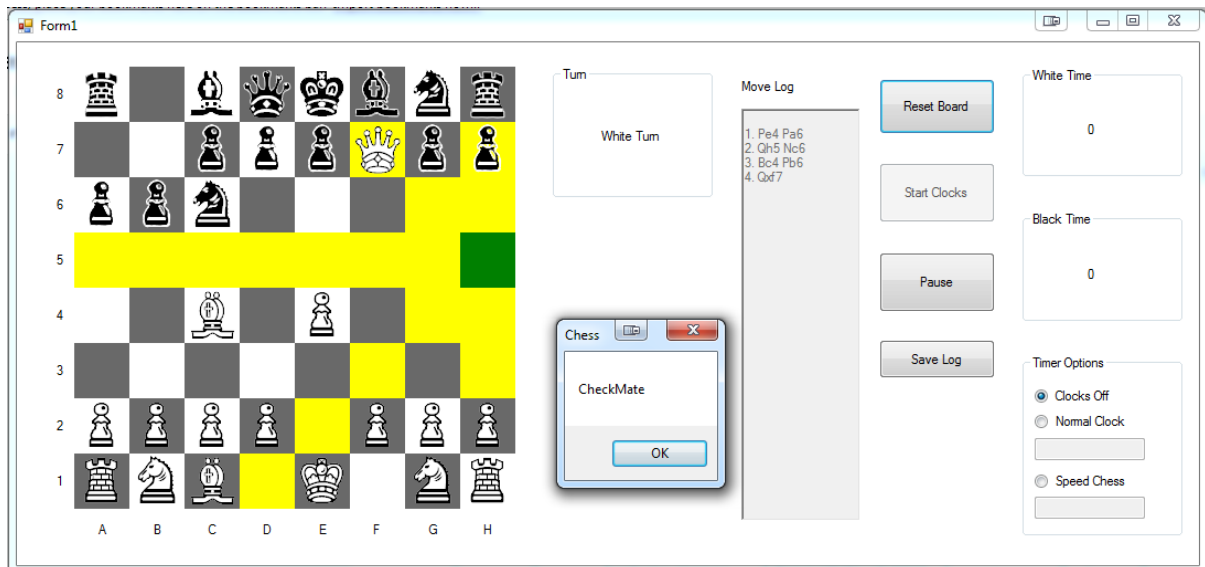 Form1
8
7
6
5
4
3
2
1
A B C D E F G H
Turn
White Turn
Move Log
1. Pe4 Pa6
2. Qh5 Nc6
3. Bc4 Pb6
4. Qxf7
Reset Board
Start Clocks
Pause
Save Log
White Time
0
Black Time
0
Timer Options
Clocks Off
Normal Clock
Speed Chess
Chess
CheckMate
OK